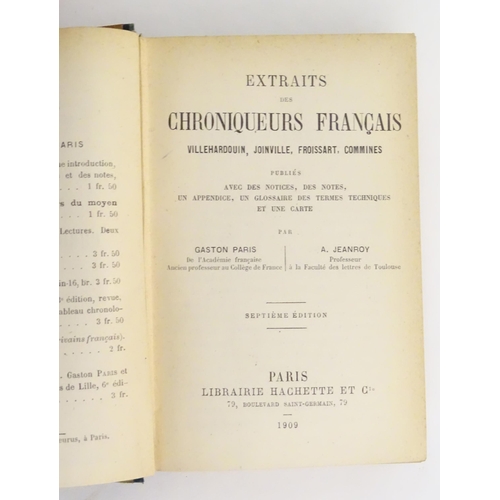 ARIS
ne introduction,
et des notes,
1 fr. 50
s du moyen
1 fr. 50
Lectures. Deux
3 fr. 50
3 fr. 50
in-16, br. 3 fr. 50
édition, revue,
bleau chronolo-
3 fr. 50
ricains français).
2 fr.
. GASTON PARIS et
s de Lille, 6e édi-
3 fr.
à Paris.
EXTRAITS
DES
CHRONIQUEURS FRANÇAIS
VILLEHARDOUIN, JOINVILLE, FROISSART, COMMINES
PUBLIÉS
AVEC DES NOTICES, DES NOTES,
UN APPENDICE, UN GLOSSAIRE DES TERMES TECHNIQUES
ET UNE CARTE
PAR
GASTON PARIS
De l'Académie française
Ancien professeur au Collège de France
A. JEANROY
Professeur
à la Faculté des lettres de Toulouse
SEPTIÈME ÉDITION
PARIS
LIBRAIRIE HACHETTE ET Cie
79, BOULEVARD SAINT-GERMAIN, 79
1909